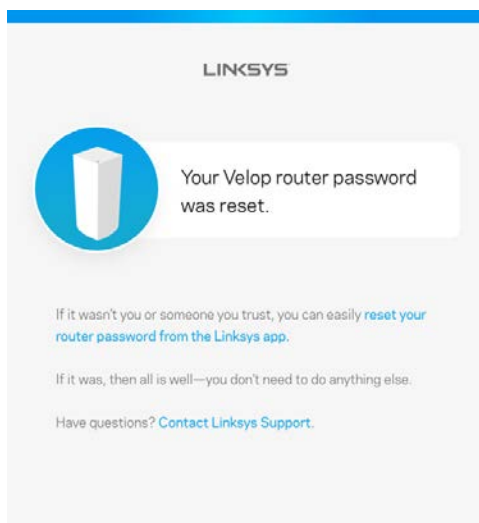 LINKSYS
Your Velop router password
was reset.
If it wasn't you or someone you trust, you can easily reset your
router password from the Linksys app.
If it was, then all is well—you don't need to do anything else.
Have questions? Contact Linksys Support.